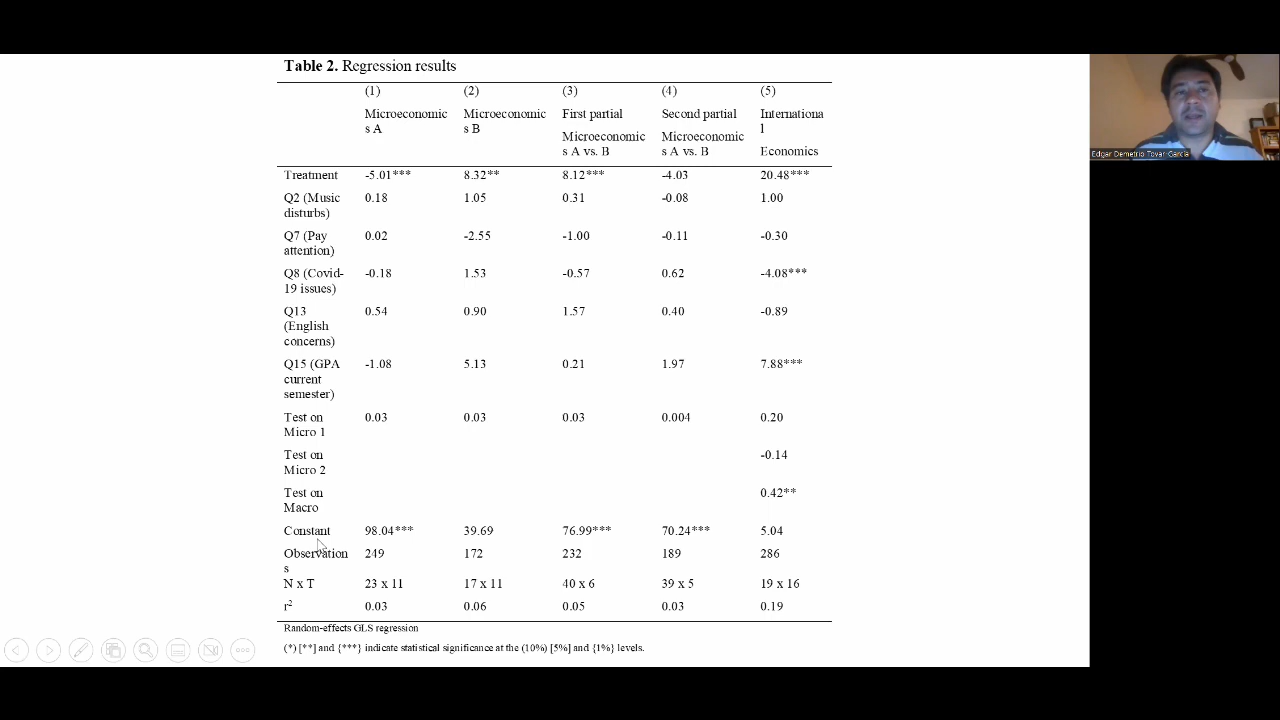 Table 2. Regression results
(1) (2) (3) (4) (5)
Microeconomic Microeconomic First partial Second partial Internationa
s A s B Microeconomic Microeconomic l
s A vs. B s A vs. B Economics
Treatment -5.01*** 8.32** 8.12*** -4.03 20.48***
Q2 (Music 0.18 1.05 0.31 -0.08 1.00
disturbs)
Q7 (Pay 0.02 -2.55 -1.00 -0.11 -0.30
attention)
Q8 (Covid- -0.18 1.53 -0.57 0.62 -4.08***
19 issues)
Q13 0.54 0.90 1.57 0.40 -0.89
(English
concerns)
Q15 (GPA -1.08 5.13 0.21 1.97 7.88***
current
semester)
Test on 0.03 0.03 0.03 0.004 0.20
Micro 1
Test on -0.14
Micro 2
Test on 0.42**
Macro
Constant 98.04*** 39.69 76.99*** 70.24*** 5.04
Observation 249 172 232 189 286
s
N x T 23 x 11 17 x 11 40 x 6 39 x 5 19 x 16
r² 0.03 0.06 0.05 0.03 0.19
Random-effects GLS regression
(*) [**] and {***} indicate statistical significance at the (10%) [5%] and {1%} levels.
Edgar Demetrio Tovar-García